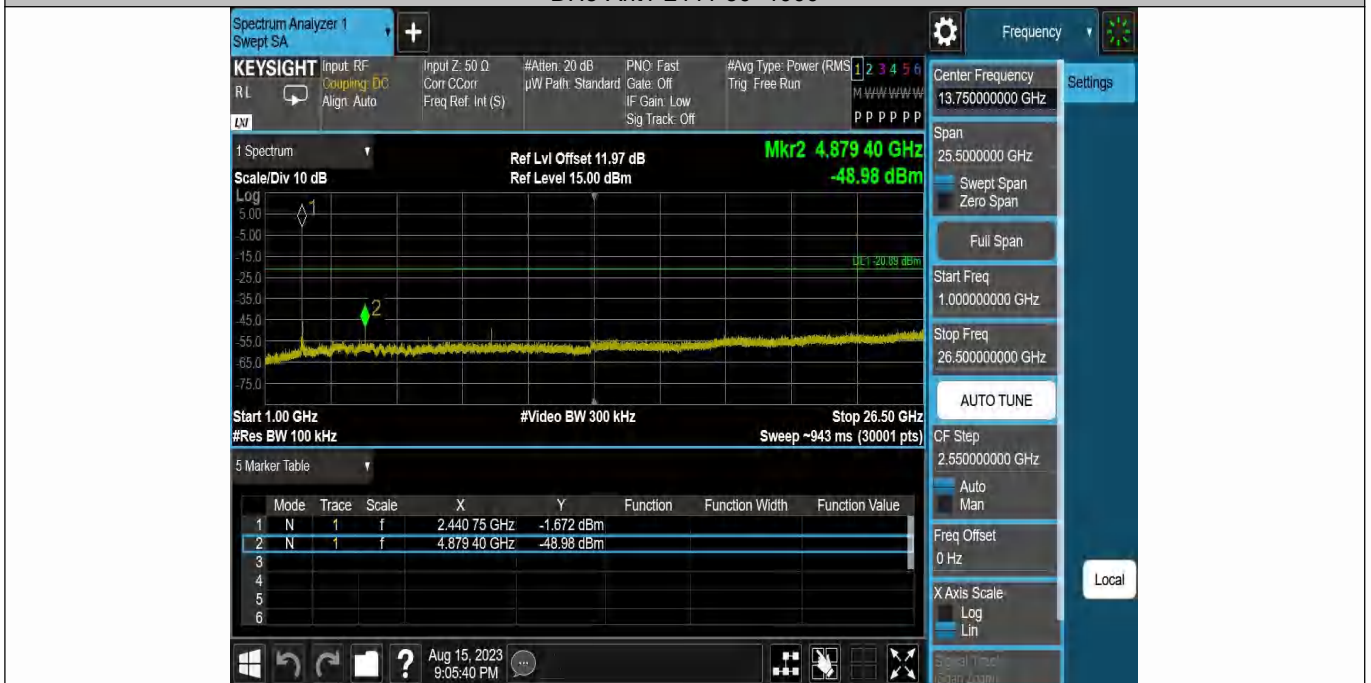 Spectrum Analyzer 1
Swept SA
+
Frequency
KEYSIGHT
RL
LXI
Input: RF
Coupling: DC
Align: Auto
Input Z: 50 Ω
Corr CCorr
Freq Ref: Int (S)
#Atten: 20 dB
µW Path: Standard
PNO: Fast
Gate: Off
IF Gain: Low
Sig Track: Off
#Avg Type: Power (RMS
Trig: Free Run
1 2 3 4 5 6
M W W W W W
P P P P P P
1 Spectrum
Scale/Div 10 dB
Ref Lvl Offset 11.97 dB
Ref Level 15.00 dBm
Mkr2 4.879 40 GHz
-48.98 dBm
Log
5.00
-5.00
-15.0
-25.0
-35.0
-45.0
-55.0
-65.0
-75.0
1
2
DL1 -20.89 dBm
Start 1.00 GHz
#Res BW 100 kHz
#Video BW 300 kHz
Stop 26.50 GHz
Sweep ~943 ms (30001 pts)
5 Marker Table
Mode Trace Scale X Y Function Function Width Function Value
1 N 1 f 2.440 75 GHz -1.672 dBm
2 N 1 f 4.879 40 GHz -48.98 dBm
3
4
5
6
Aug 15, 2023
9:05:40 PM
Center Frequency
13.750000000 GHz
Settings
Span
25.5000000 GHz
Swept Span
Zero Span
Full Span
Start Freq
1.000000000 GHz
Stop Freq
26.500000000 GHz
AUTO TUNE
CF Step
2.550000000 GHz
Auto
Man
Freq Offset
0 Hz
X Axis Scale
Log
Lin
Local